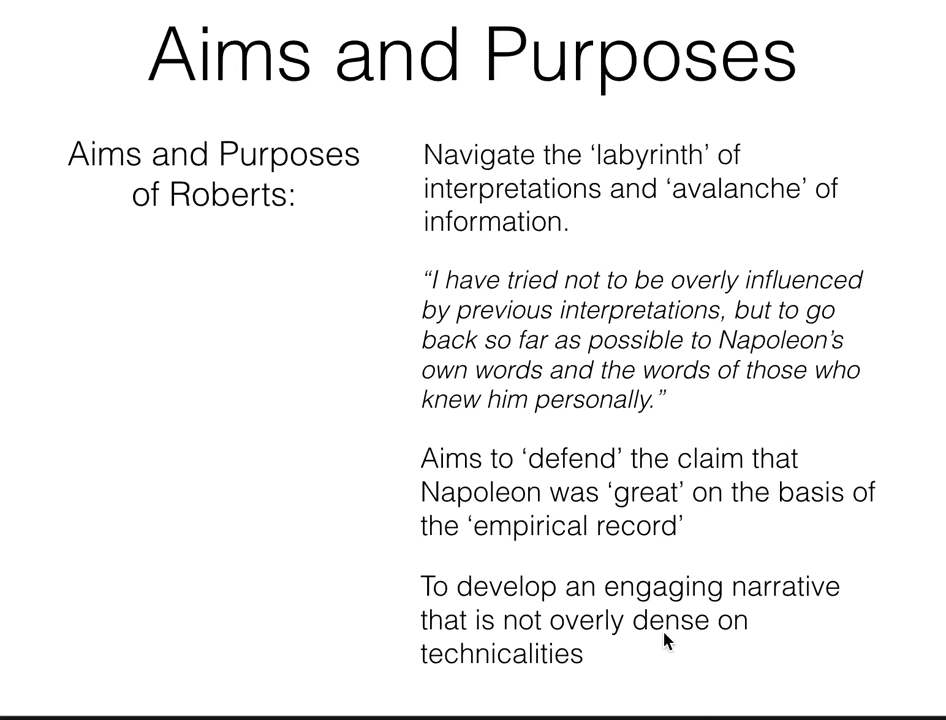 Aims and Purposes
Aims and Purposes
of Roberts:
Navigate the ‘labyrinth’ of
interpretations and ‘avalanche’ of
information.
“I have tried not to be overly influenced
by previous interpretations, but to go
back so far as possible to Napoleon’s
own words and the words of those who
knew him personally.”
Aims to ‘defend’ the claim that
Napoleon was ‘great’ on the basis of
the ‘empirical record’
To develop an engaging narrative
that is not overly dense on
technicalities